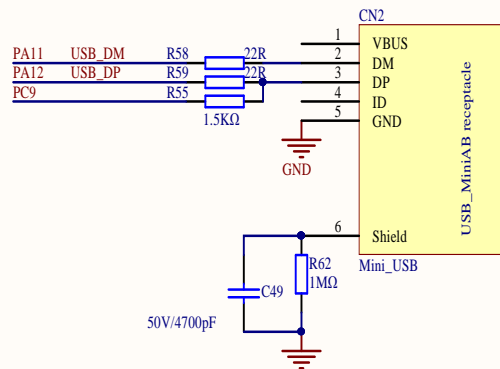 CN2
1 VBUS
PA11 USB_DM R58 22R 2 DM
PA12 USB_DP R59 22R 3 DP
PC9 R55 4 ID
1.5KΩ 5 GND
GND
USB_MiniAB receptacle
6 Shield
R62 Mini_USB
1MΩ
C49
50V/4700pF